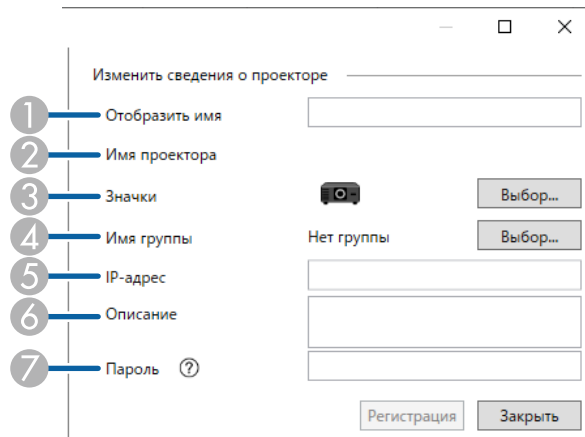 Изменить сведения о проекторе
1 Отобразить имя
2 Имя проектора
3 Значки Выбор...
4 Имя группы Нет группы Выбор...
5 IP-адрес
6 Описание
7 Пароль ?
Регистрация Закрыть